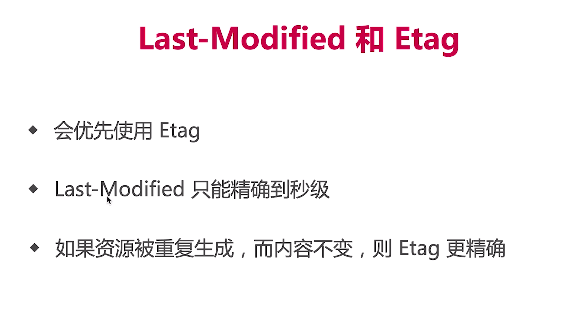 Last-Modified 和 Etag
会优先使用 Etag
Last-Modified 只能精确到秒级
如果资源被重复生成，而内容不变，则 Etag 更精确